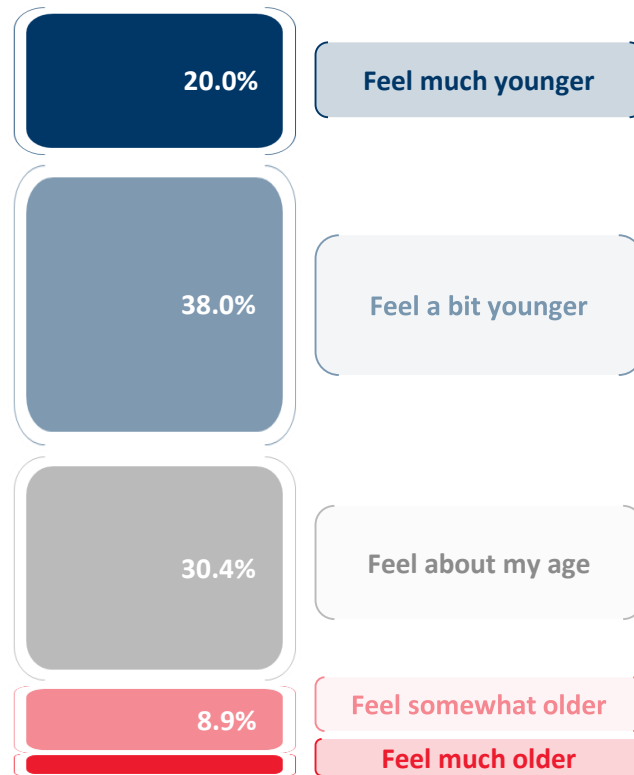 20.0%
Feel much younger
38.0%
Feel a bit younger
30.4%
Feel about my age
8.9%
Feel somewhat older
Feel much older